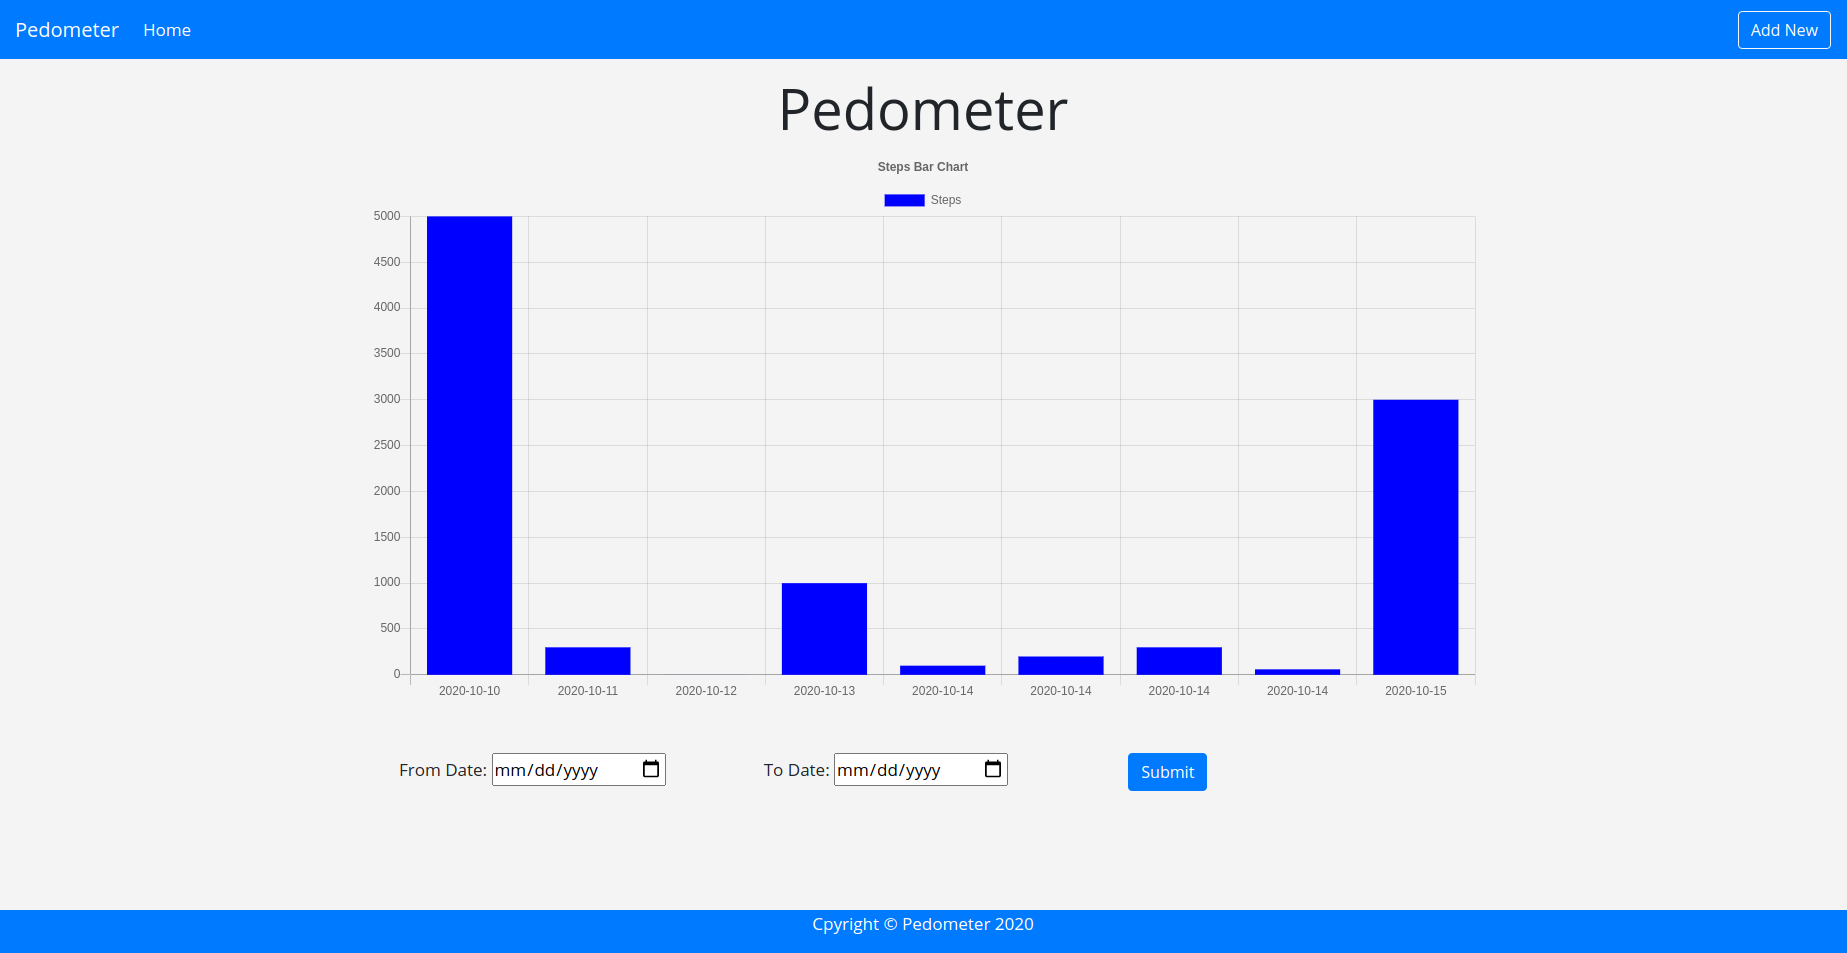 Pedometer Home Add New
Pedometer
Steps Bar Chart
Steps
5000
4500
4000
3500
3000
2500
2000
1500
1000
500
0
2020-10-10 2020-10-11 2020-10-12 2020-10-13 2020-10-14 2020-10-14 2020-10-14 2020-10-14 2020-10-15
From Date: mm/dd/yyyy To Date: mm/dd/yyyy Submit
Cpyright © Pedometer 2020